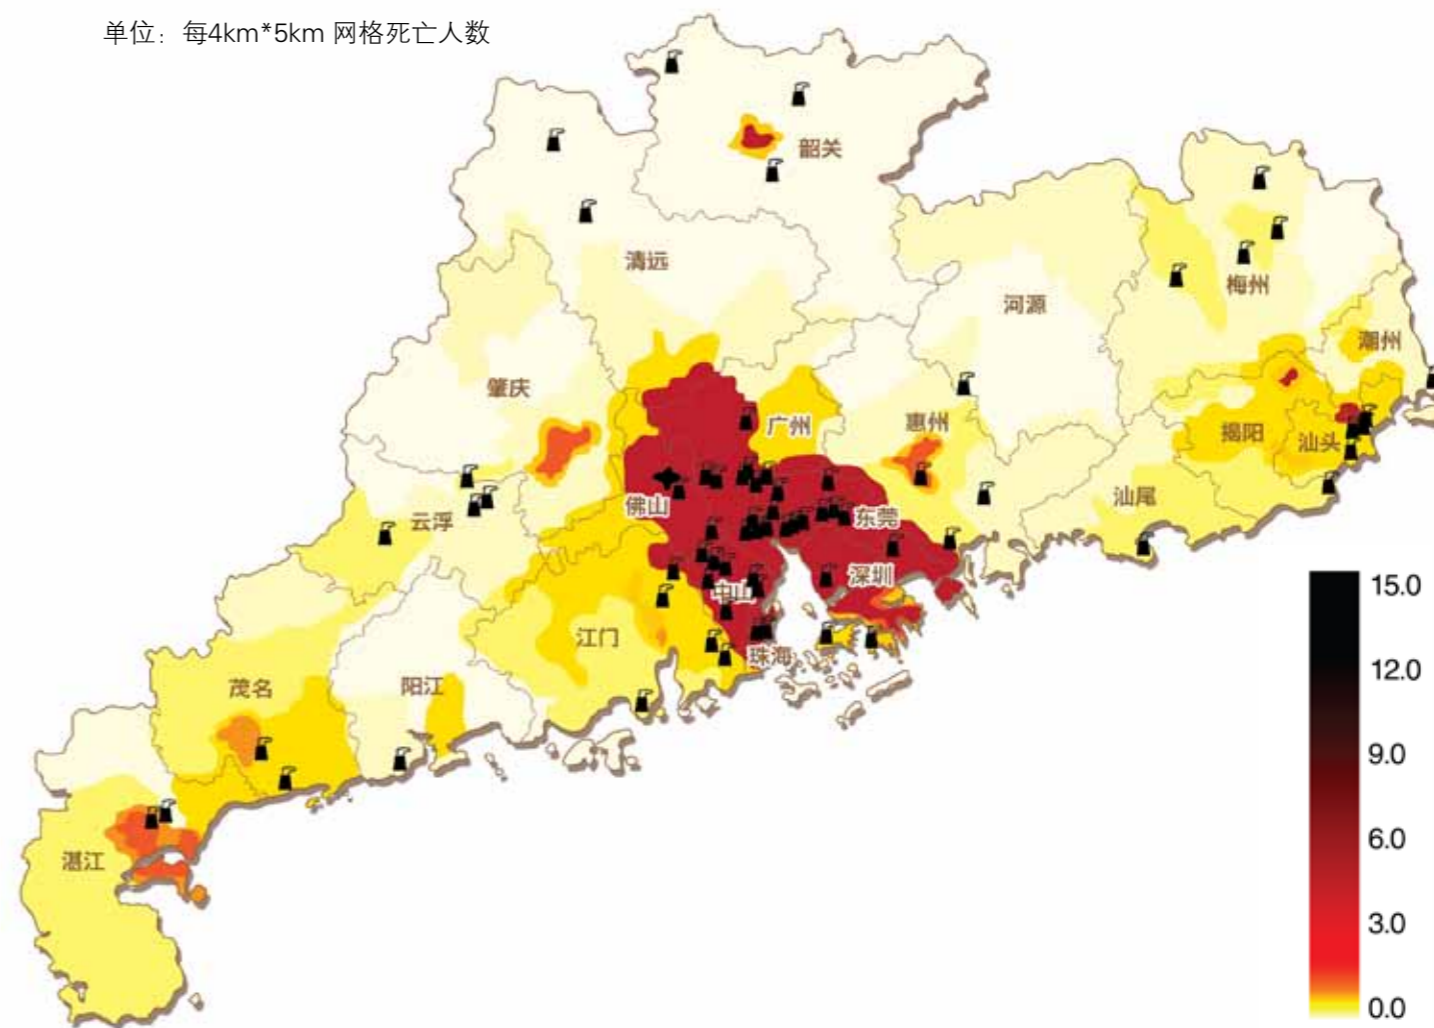 单位：每4km*5km 网格死亡人数
韶关
清远
梅州
河源
潮州
肇庆
广州
惠州
揭阳
汕头
汕尾
佛山
东莞
云浮
深圳
中山
江门
珠海
茂名
阳江
湛江
15.0
12.0
9.0
6.0
3.0
0.0